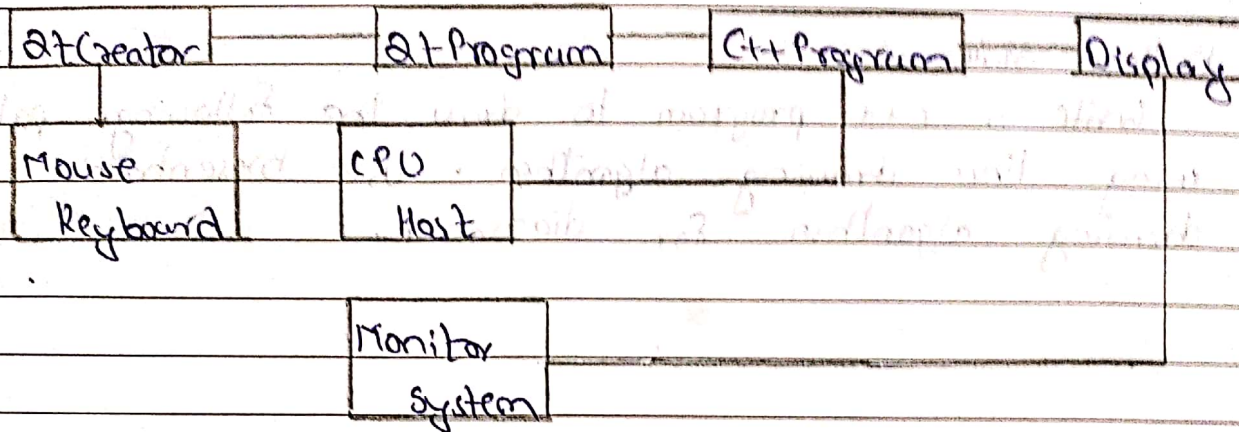 QtCreator
Qt Program
C++ Program
Display
Mouse
Keyboard
CPU
Host
Monitor
System